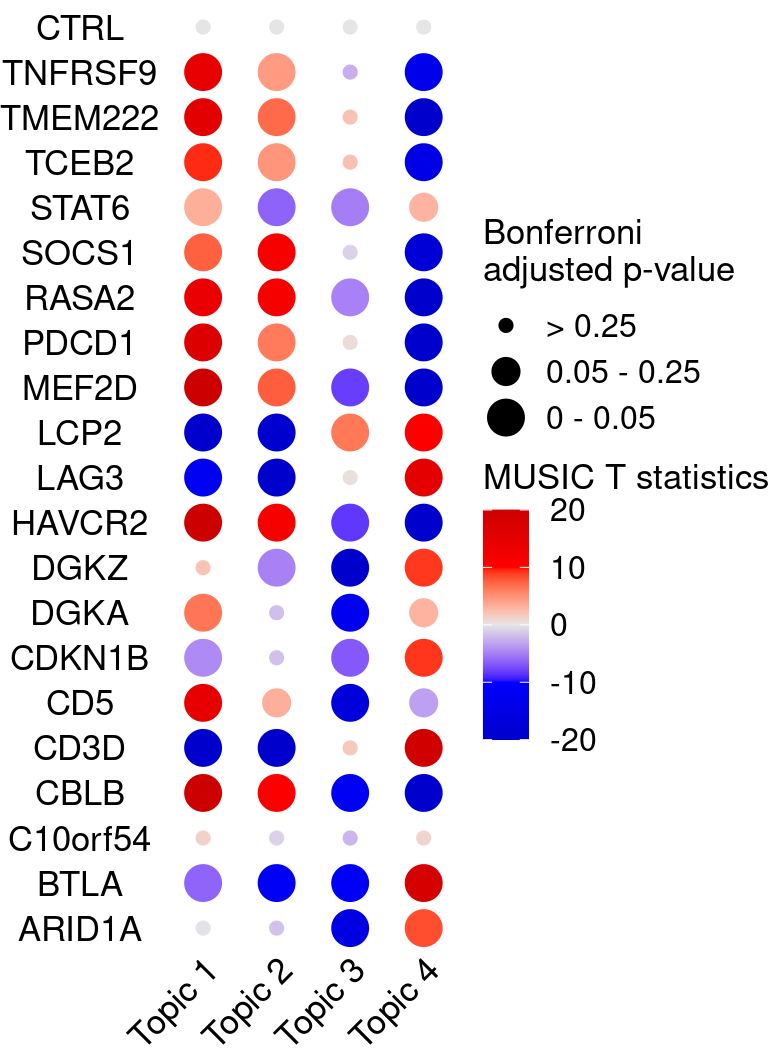 CTRL
TNFRSF9
TMEM222
TCEB2
STAT6
SOCS1
RASA2
PDCD1
MEF2D
LCP2
LAG3
HAVCR2
DGKZ
DGKA
CDKN1B
CD5
CD3D
CBLB
C10orf54
BTLA
ARID1A
Topic 1
Topic 2
Topic 3
Topic 4
Bonferroni
adjusted p-value
> 0.25
0.05 - 0.25
0 - 0.05
MUSIC T statistics
20
10
0
-10
-20